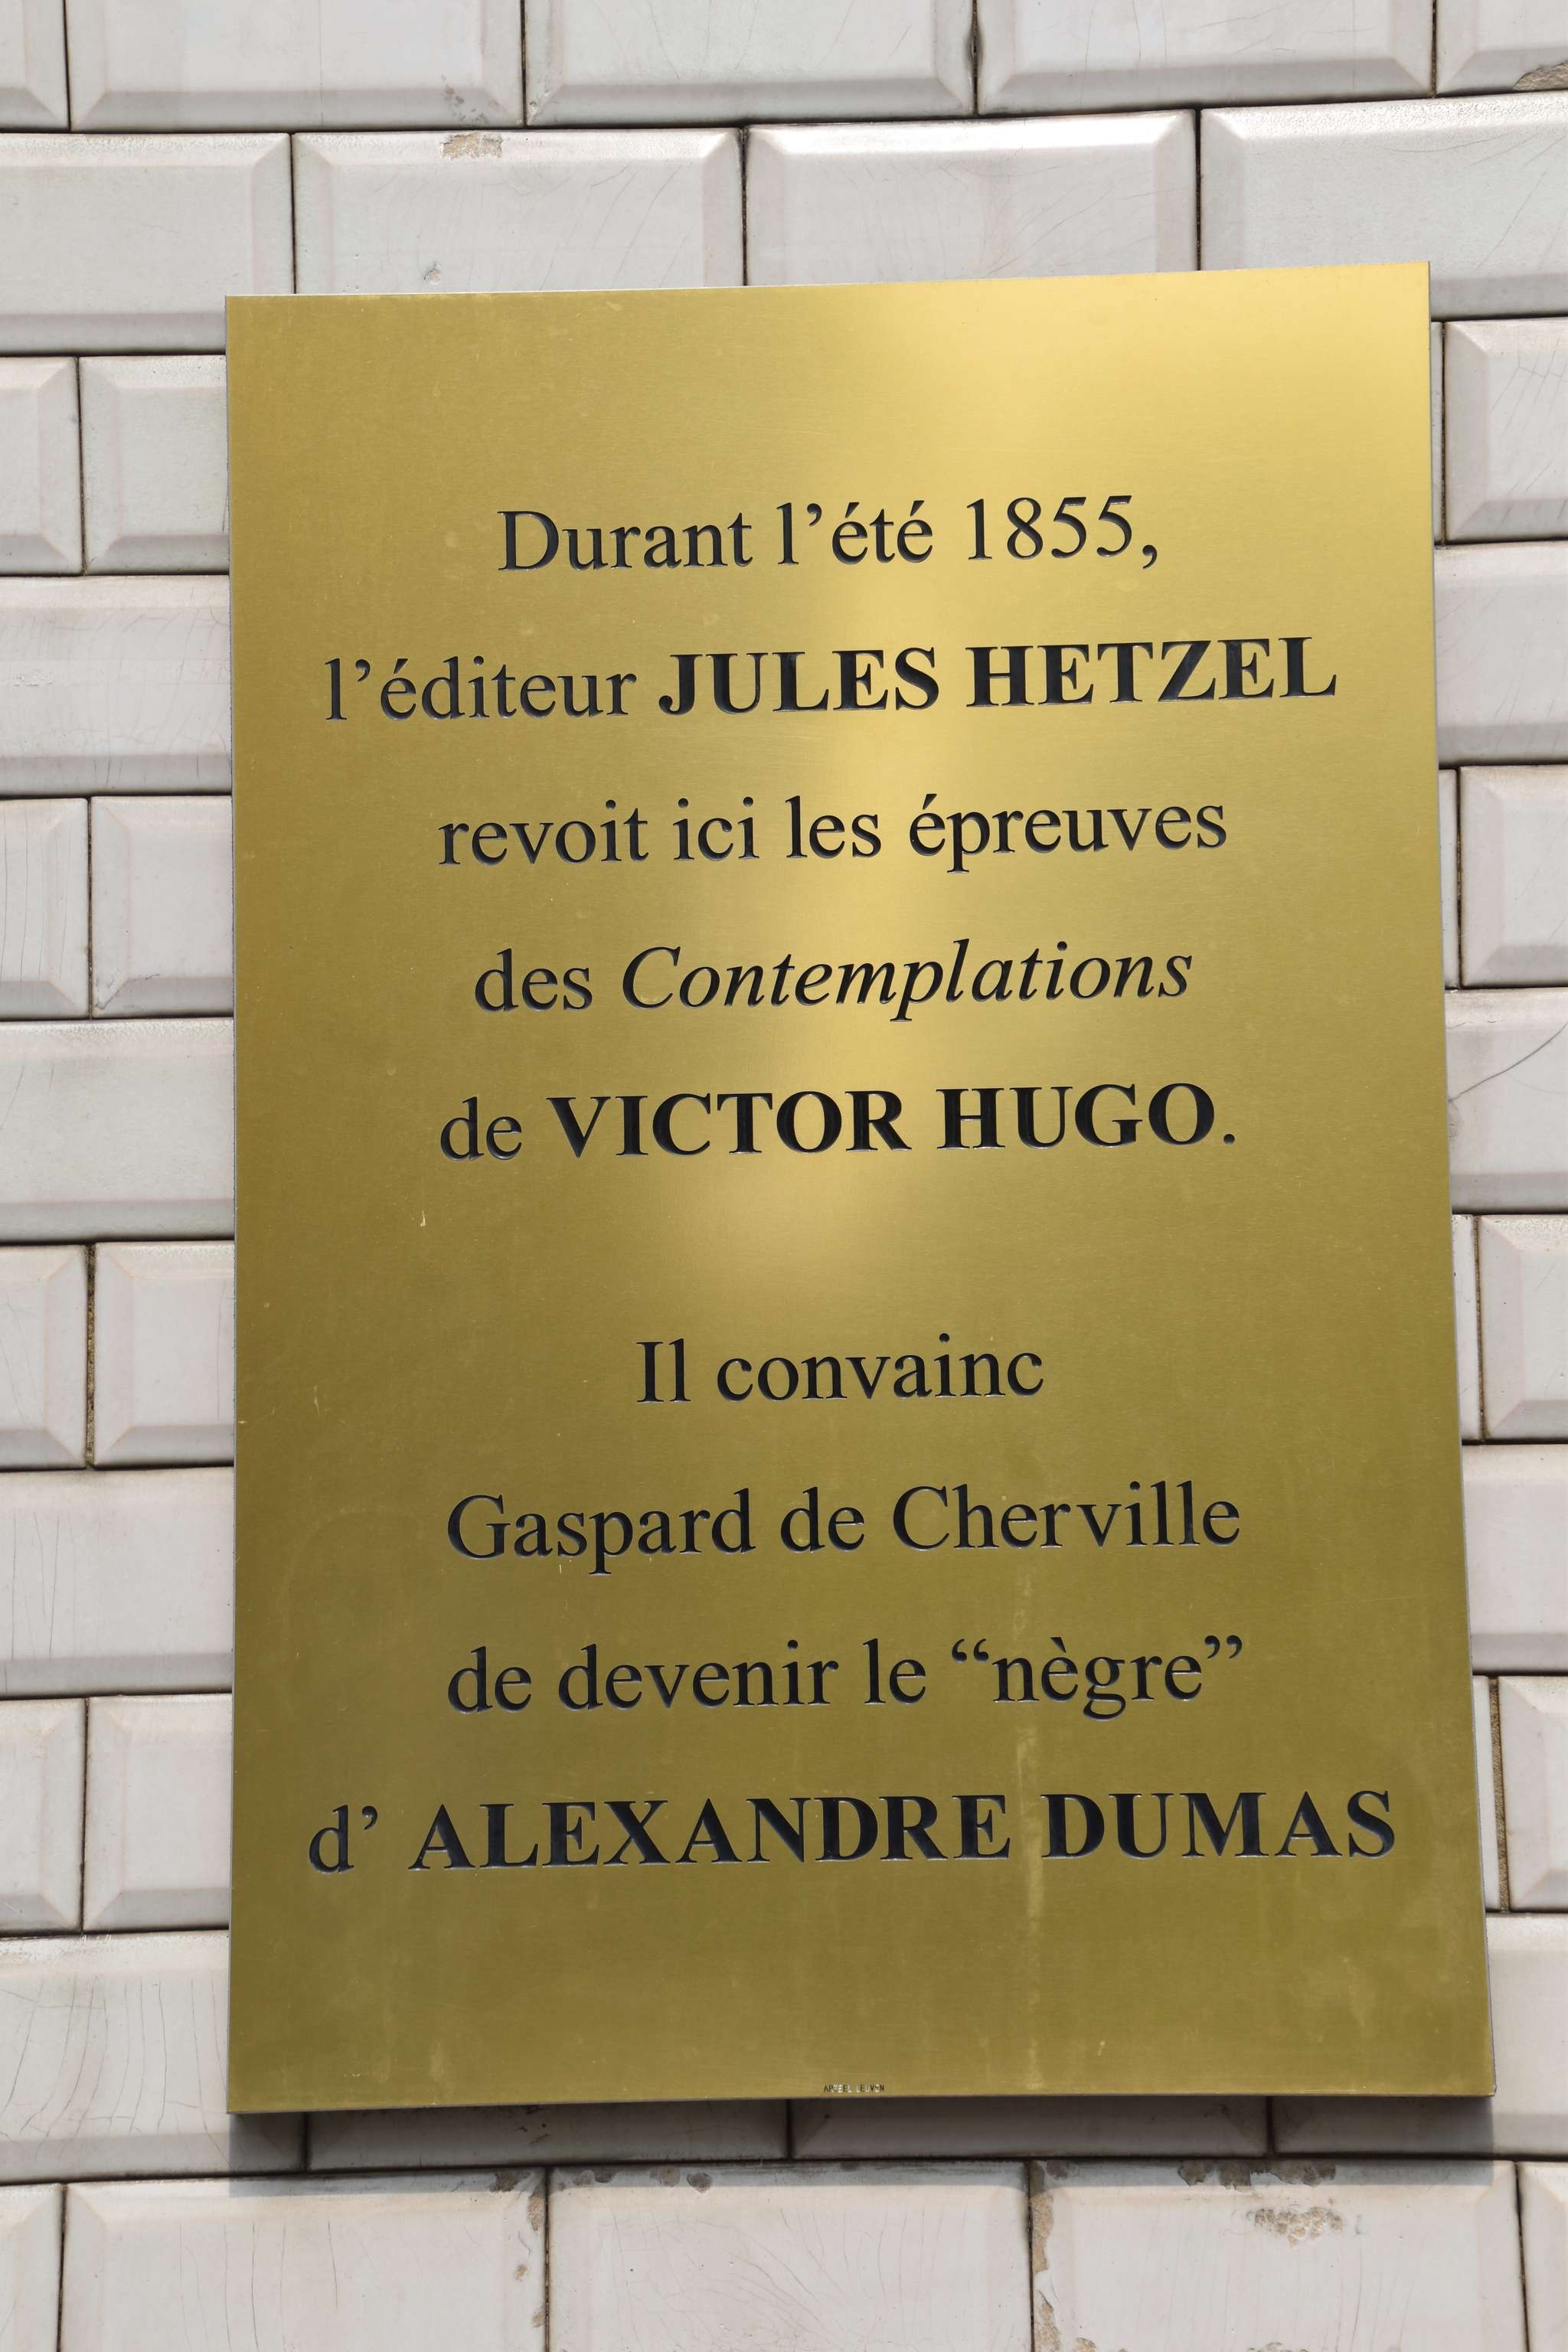 Durant l’été 1855,
l’éditeur JULES HETZEL
revoit ici les épreuves
des Contemplations
de VICTOR HUGO.
Il convainc
Gaspard de Cherville
de devenir le “nègre”
d’ ALEXANDRE DUMAS